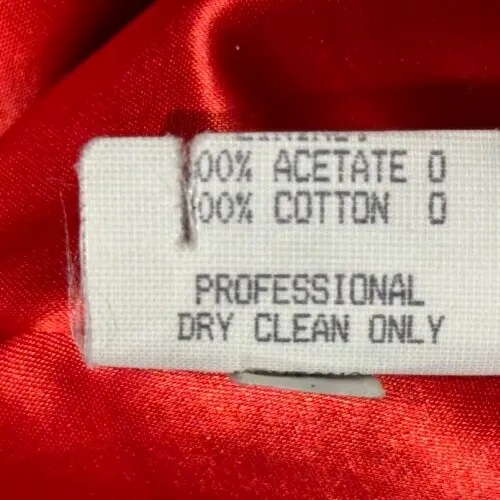 00% ACETATE 0
00% COTTON 0
PROFESSIONAL
DRY CLEAN ONLY